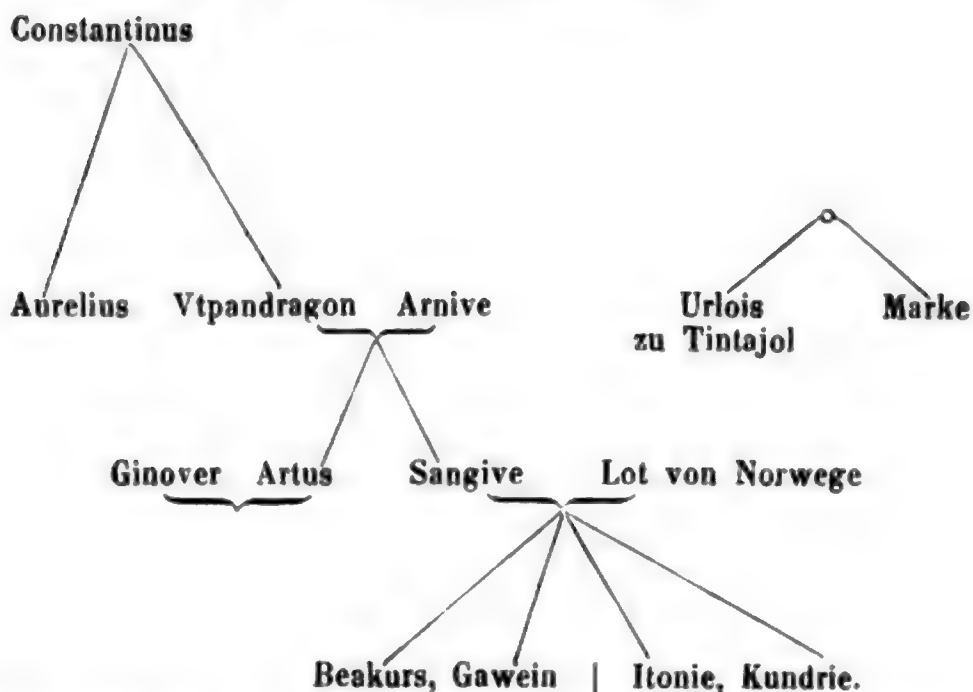 Constantinus
Aurelius Vtpandragon Arnive Urlois Marke
zu Tintajol
Ginover Artus Sangive Lot von Norwege
Beakurs, Gawein | Itonie, Kundrie.